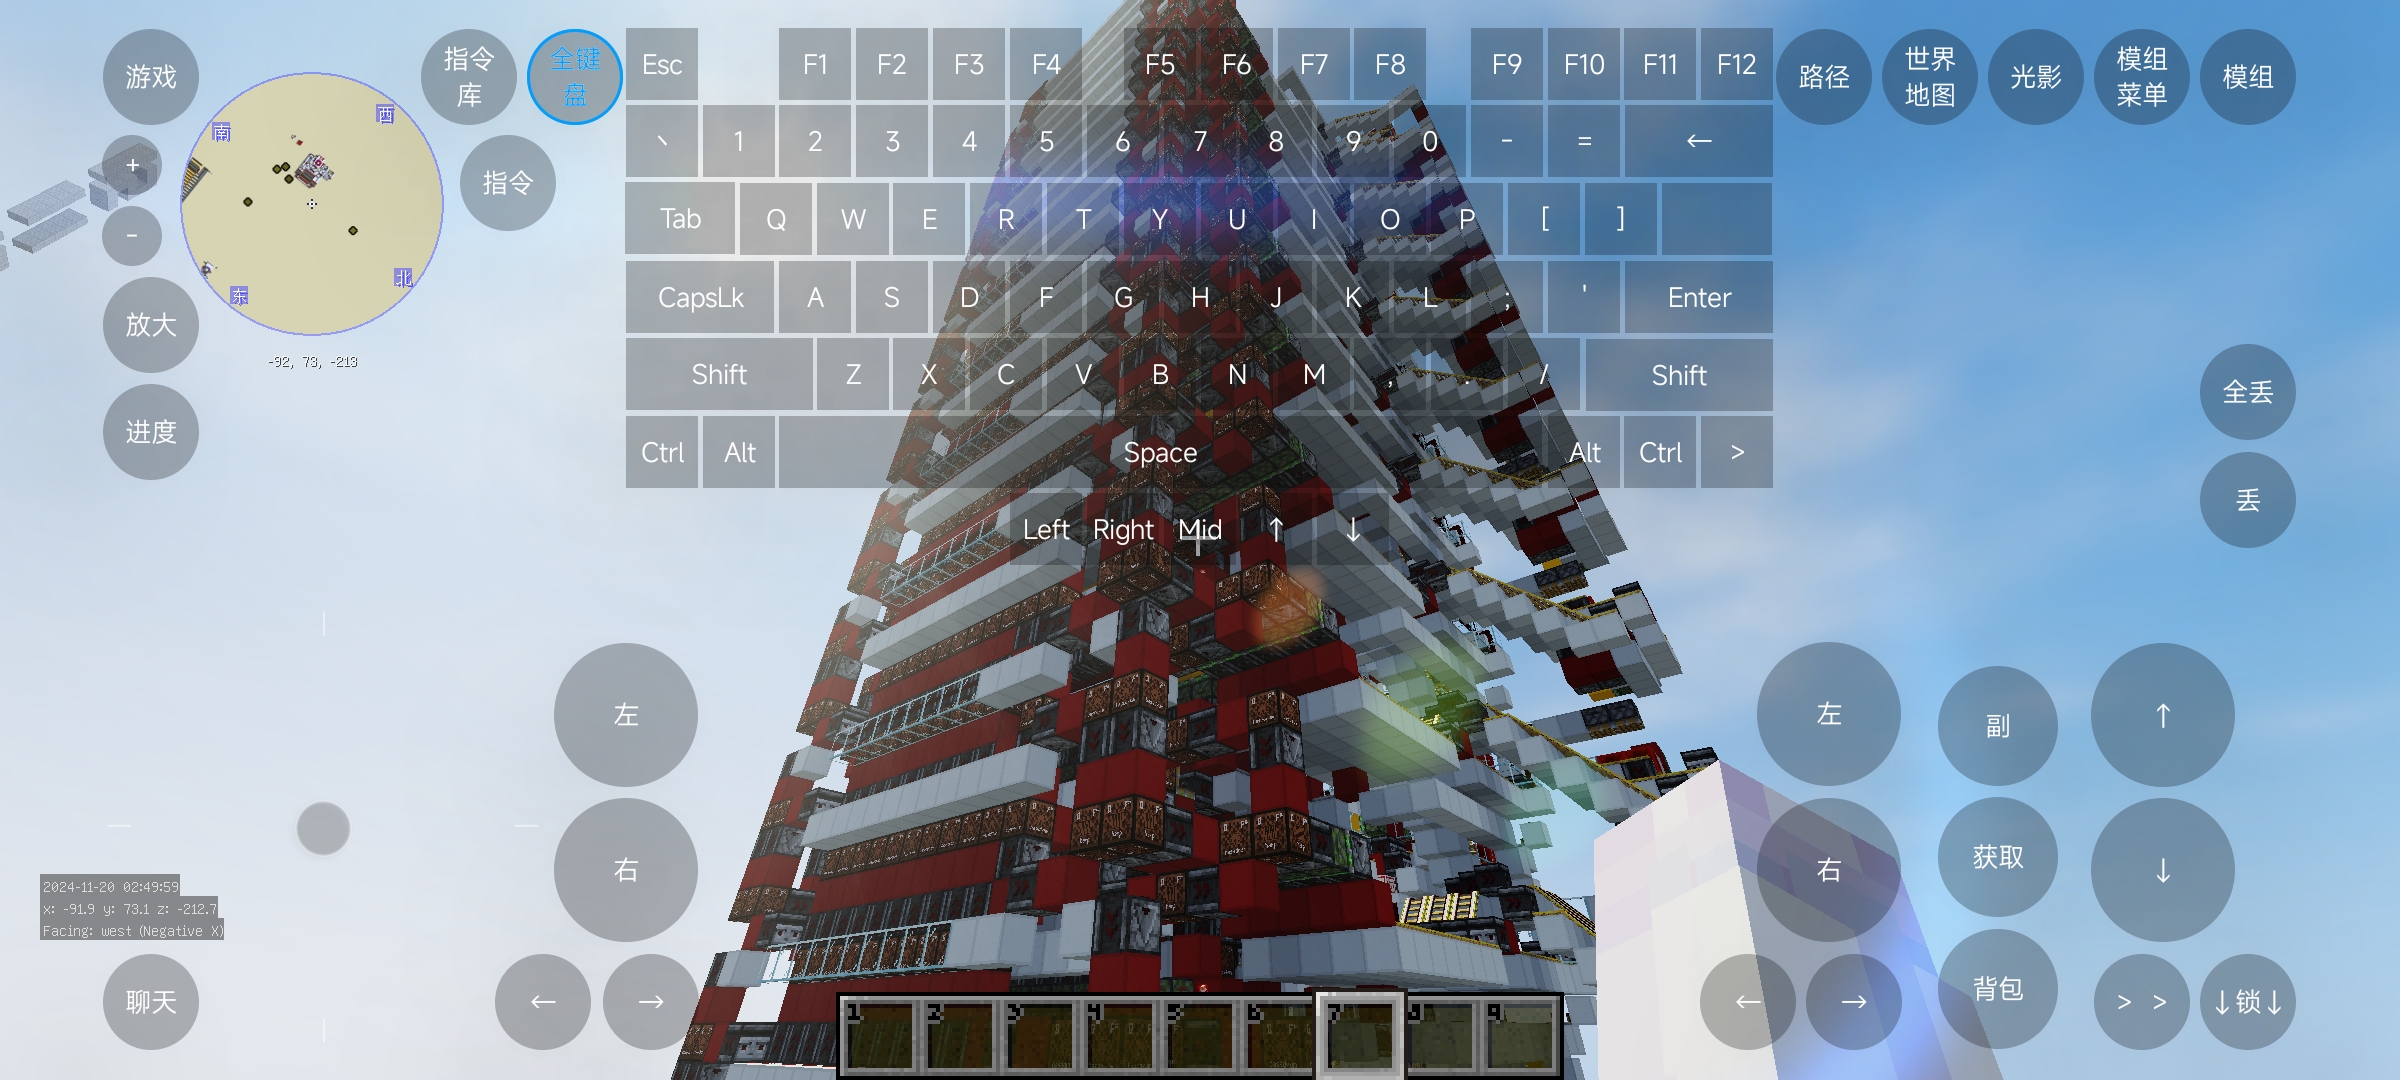 游戏
指令库
全键盘
Esc F1 F2 F3 F4 F5 F6 F7 F8 F9 F10 F11 F12
路径
世界地图
光影
模组菜单
模组
南
西
、 1 2 3 4 5 6 7 8 9 0 - = ←
+
指令
Tab Q W E R T Y U I O P [ ]
-
东
北
CapsLk A S D F G H J K L ; ' Enter
放大
-92, 73, -213
Shift Z X C V B N M , . / Shift
全丢
进度
Ctrl Alt Space Alt Ctrl >
丢
Left Right Mid ↑ ↓
左
左
副
↑
右
右
获取
↓
2024-11-20 02:49:59
x: -91.9 y: 73.1 z: -212.7
Facing: west (Negative X)
聊天
← →
1 2 3 4 5 6 7 8 9
← →
背包
> >
↓锁↓